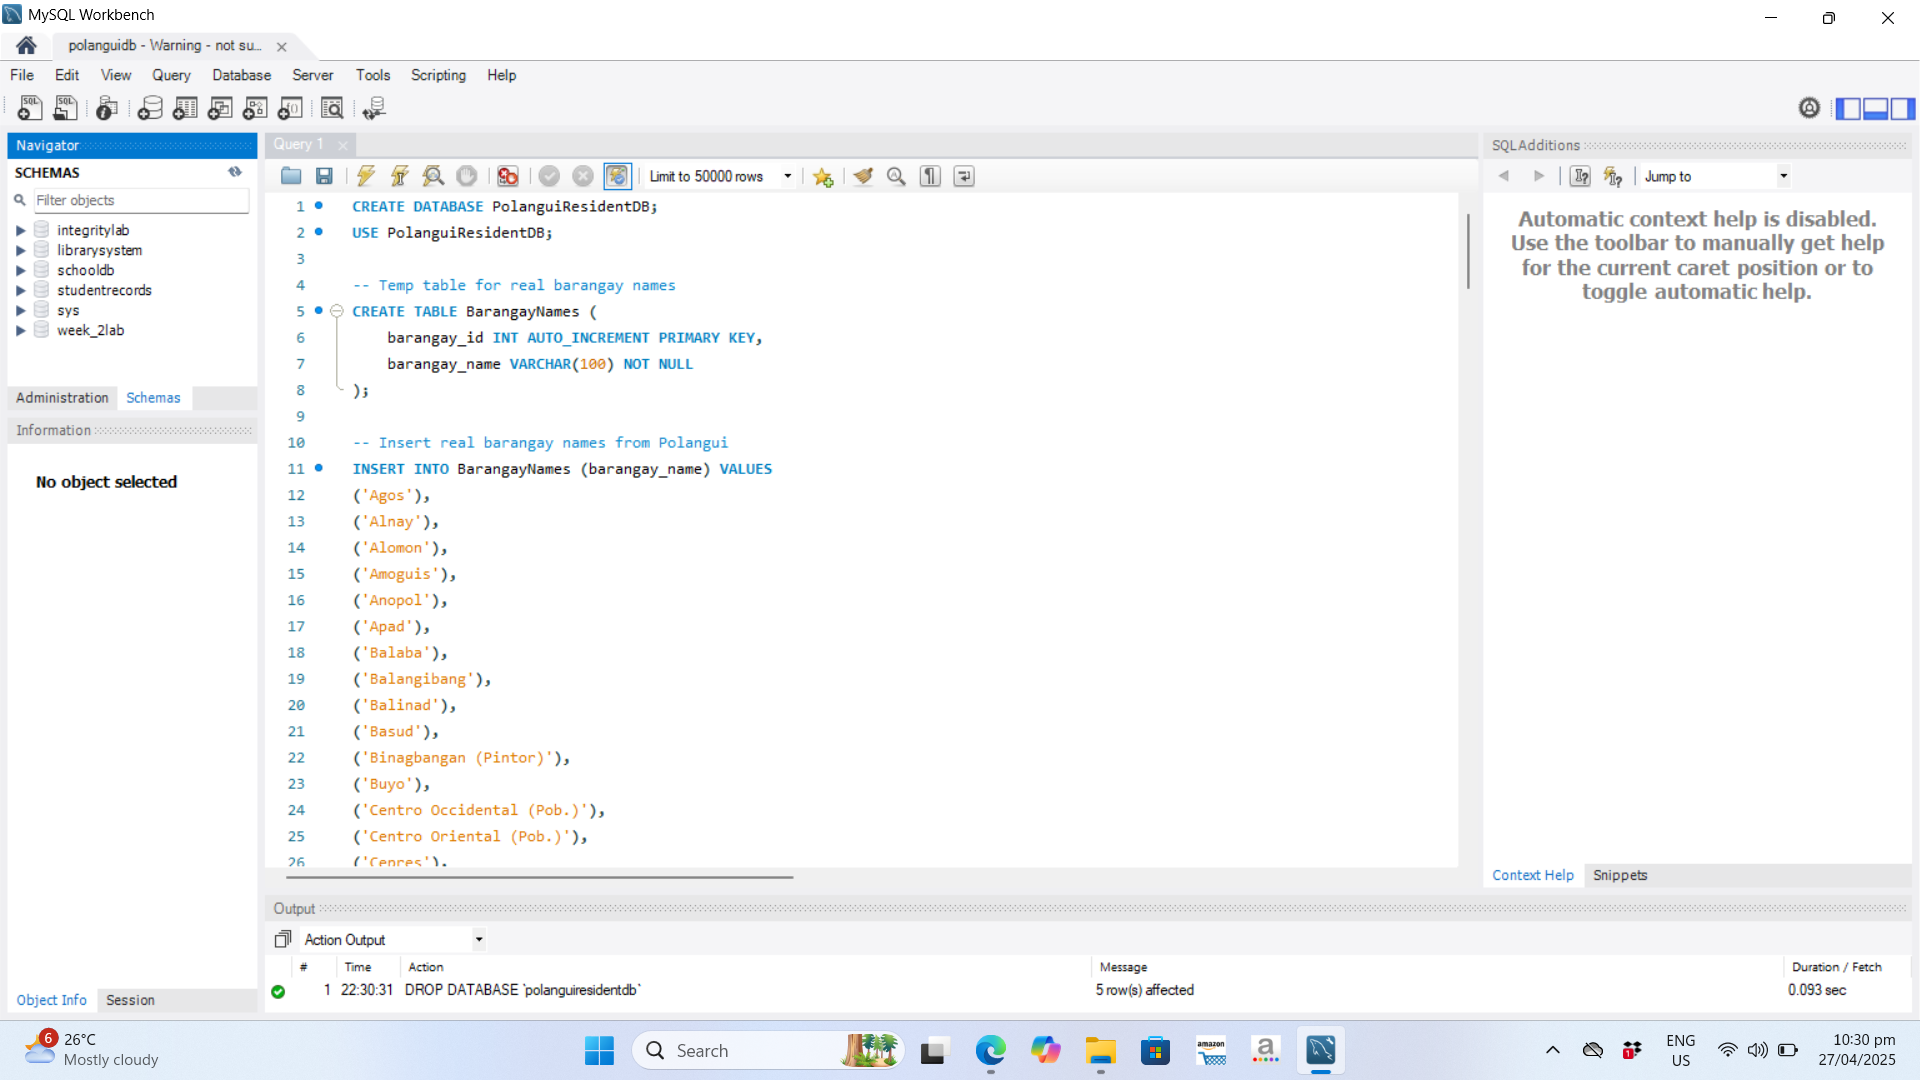 MySQL Workbench
polanguidb - Warning - not su...
File Edit View Query Database Server Tools Scripting Help
Navigator
SCHEMAS
Filter objects
integritylab
librarysystem
schooldb
studentrecords
sys
week_2lab
Administration Schemas
Information
No object selected
Object Info Session
Query 1
Limit to 50000 rows
1 CREATE DATABASE PolanguiResidentDB;
2 USE PolanguiResidentDB;
3
4 -- Temp table for real barangay names
5 CREATE TABLE BarangayNames (
6 barangay_id INT AUTO_INCREMENT PRIMARY KEY,
7 barangay_name VARCHAR(100) NOT NULL
8 );
9
10 -- Insert real barangay names from Polangui
11 INSERT INTO BarangayNames (barangay_name) VALUES
12 ('Agos'),
13 ('Alnay'),
14 ('Alomon'),
15 ('Amoguis'),
16 ('Anopol'),
17 ('Apad'),
18 ('Balaba'),
19 ('Balangibang'),
20 ('Balinad'),
21 ('Basud'),
22 ('Binagbangan (Pintor)'),
23 ('Buyo'),
24 ('Centro Occidental (Pob.)'),
25 ('Centro Oriental (Pob.)'),
26 ('Cepres'),
SQLAdditions
Jump to
Automatic context help is disabled.
Use the toolbar to manually get help
for the current caret position or to
toggle automatic help.
Context Help Snippets
Output
Action Output
# Time Action Message Duration / Fetch
1 22:30:31 DROP DATABASE `polanguiresidentdb` 5 row(s) affected 0.093 sec
6
26°C
Mostly cloudy
Search
amazon
a
1
ENG
US
10:30 pm
27/04/2025